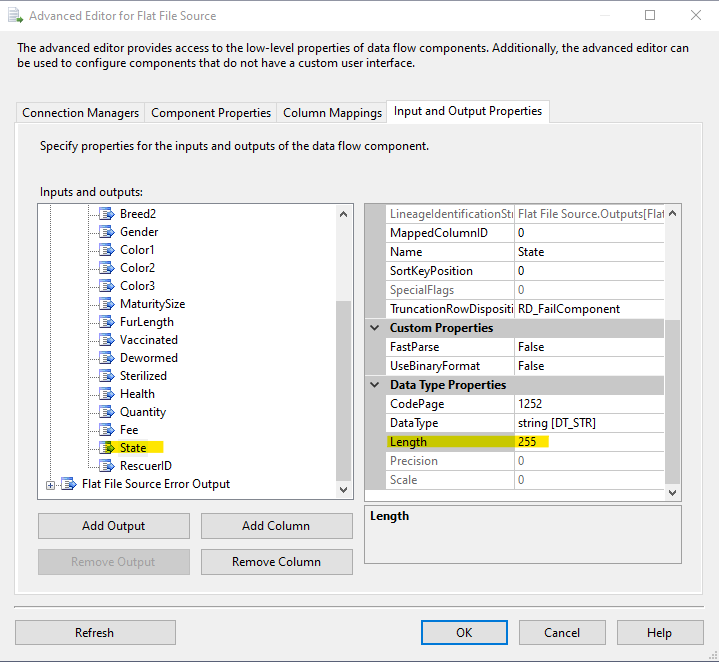 Advanced Editor for Flat File Source
The advanced editor provides access to the low-level properties of data flow components. Additionally, the advanced editor can
be used to configure components that do not have a custom user interface.
Connection Managers Component Properties Column Mappings Input and Output Properties
Specify properties for the inputs and outputs of the data flow component.
Inputs and outputs:
Breed2
Gender
Color1
Color2
Color3
MaturitySize
FurLength
Vaccinated
Dewormed
Sterilized
Health
Quantity
Fee
State
RescuerID
Flat File Source Error Output
Add Output Add Column
Remove Output Remove Column
LineageIdentificationStr Flat File Source.Outputs[Flat
MappedColumnID 0
Name State
SortKeyPosition 0
SpecialFlags 0
TruncationRowDispositi RD_FailComponent
Custom Properties
FastParse False
UseBinaryFormat False
Data Type Properties
CodePage 1252
DataType string [DT_STR]
Length 255
Precision 0
Scale 0
Length
Refresh OK Cancel Help